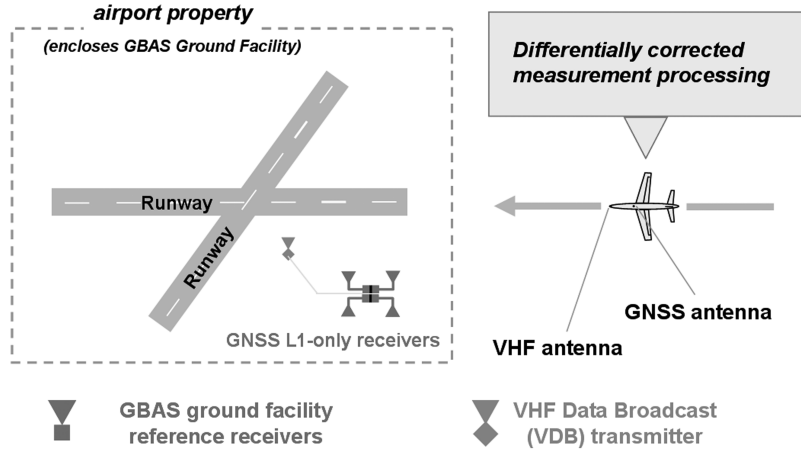 airport property
(encloses GBAS Ground Facility)
Differentially corrected
measurement processing
Runway
Runway
GNSS L1-only receivers
GNSS antenna
VHF antenna
GBAS ground facility
reference receivers
VHF Data Broadcast
(VDB) transmitter